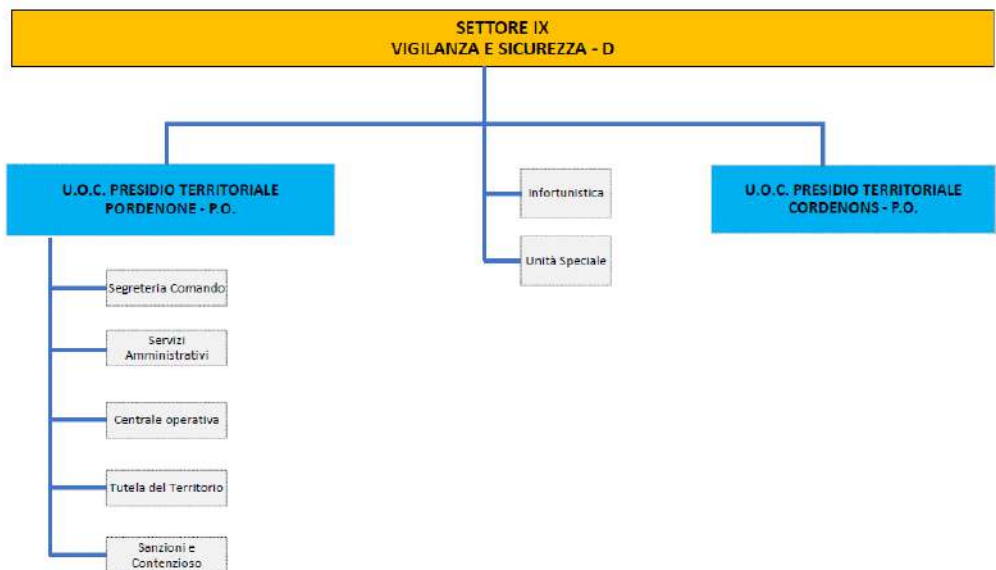 SETTORE IX
VIGILANZA E SICUREZZA - D
U.O.C. PRESIDIO TERRITORIALE
PORDENONE - P.O.
Infortunistica
Unità Speciale
U.O.C. PRESIDIO TERRITORIALE
CORDENONS - P.O.
Segreteria Comando
Servizi
Amministrativi
Centrale operativa
Tutela del Territorio
Sanzioni e
Contenzioso